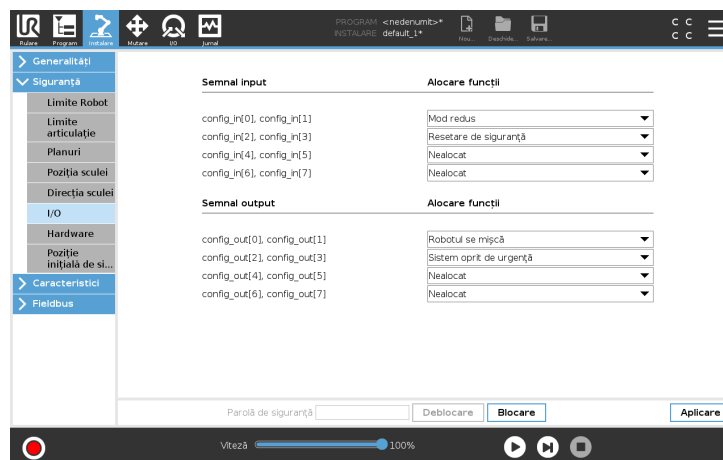 UR
Rulare
Program
Instalare
Mutare
I/O
Jurnal
PROGRAM <nedenumit>*
INSTALARE default_1*
Nou...
Deschide...
Salvare...
C C
C C
Generalități
Siguranță
Limite Robot
Limite
articulație
Planuri
Poziția sculei
Direcția sculei
I/O
Hardware
Poziție
inițială de si...
Caracteristici
Fieldbus
Semnal input Alocare funcții
config_in[0], config_in[1] Mod redus
config_in[2], config_in[3] Resetare de siguranță
config_in[4], config_in[5] Nealocat
config_in[6], config_in[7] Nealocat
Semnal output Alocare funcții
config_out[0], config_out[1] Robotul se mișcă
config_out[2], config_out[3] Sistem oprit de urgență
config_out[4], config_out[5] Nealocat
config_out[6], config_out[7] Nealocat
Parolă de siguranță Deblocare Blocare Aplicare
Viteză 100%